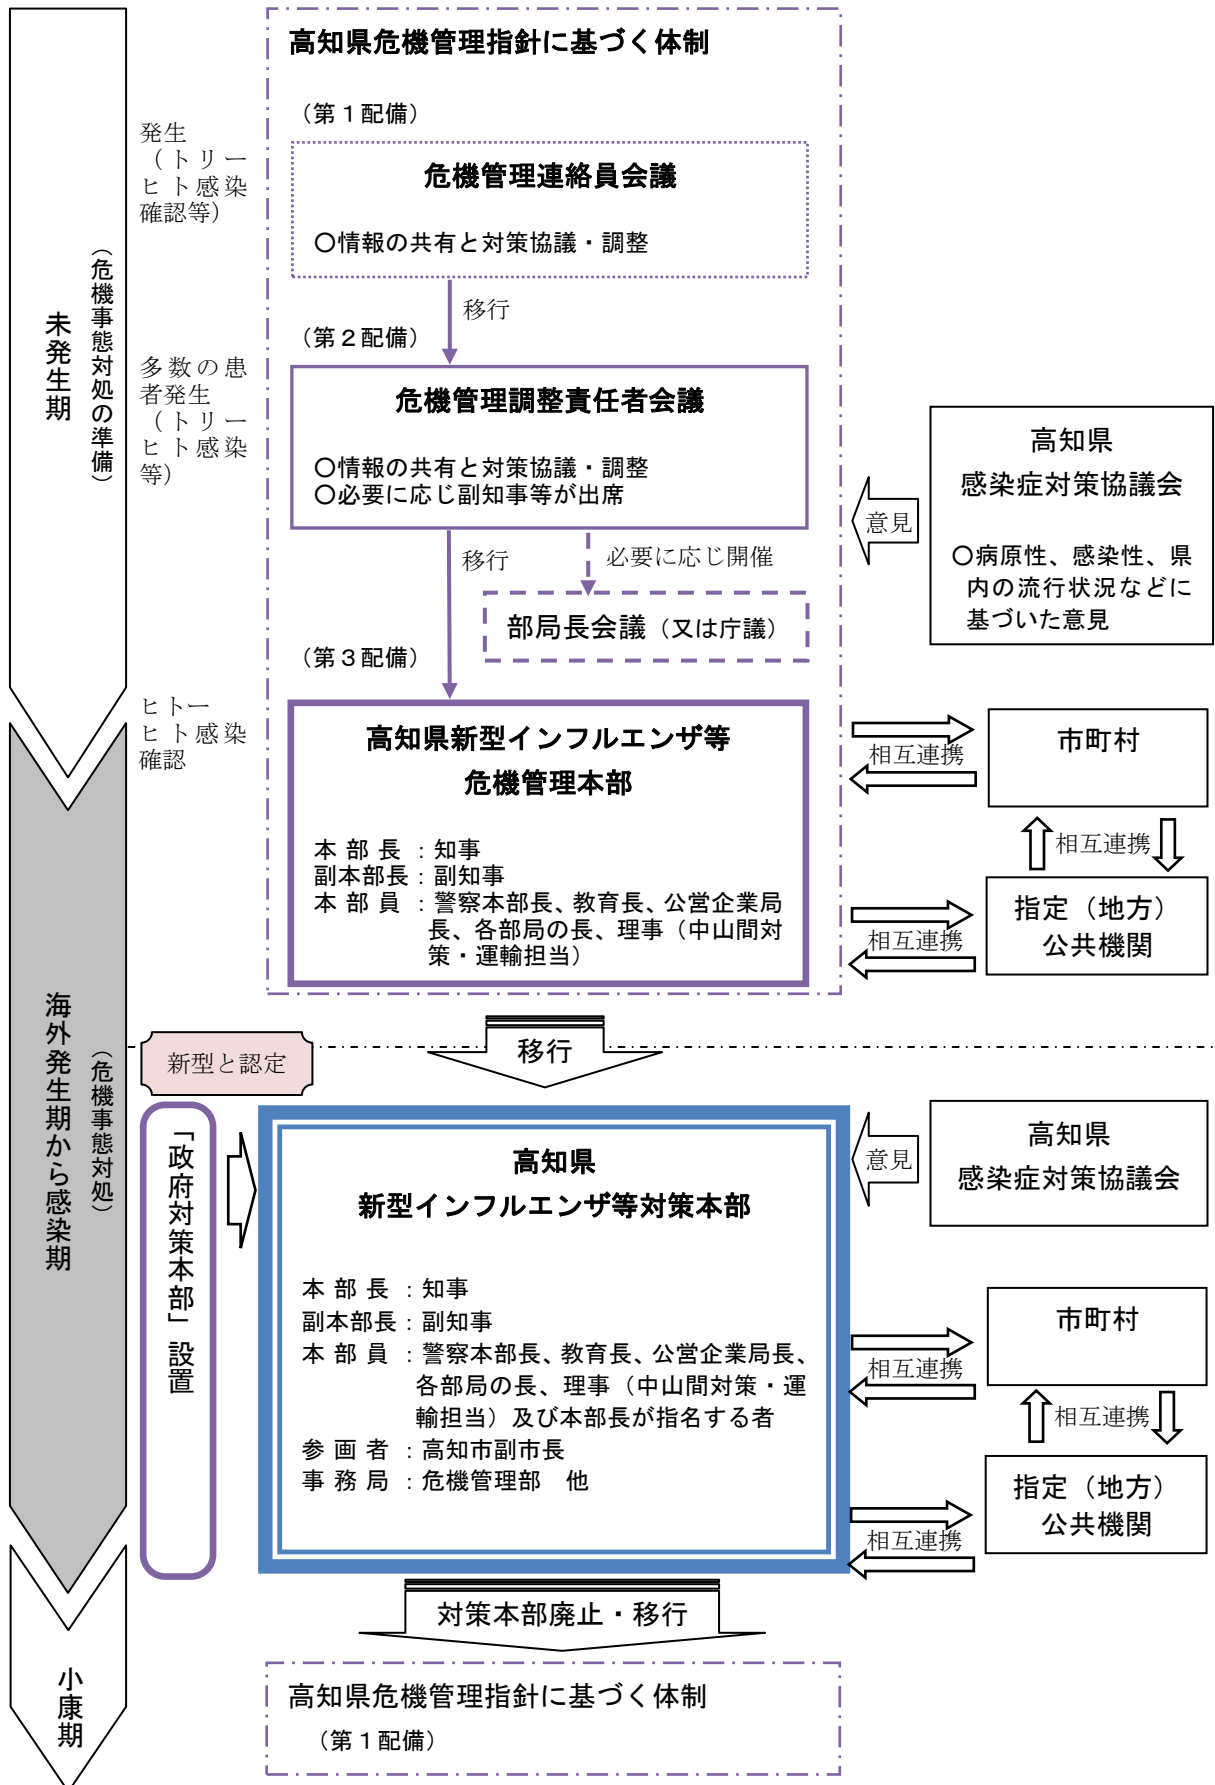 高知県危機管理指針に基づく体制
（第１配備）
発生
（トリー
ヒト感染
確認等）
危機管理連絡員会議
○情報の共有と対策協議・調整
移行
（第２配備）
未発生期
（危機事態対処の準備）
多数の患
者発生
（トリー
ヒト感染
等）
危機管理調整責任者会議
○情報の共有と対策協議・調整
○必要に応じ副知事等が出席
高知県
感染症対策協議会
○病原性、感染性、県
内の流行状況などに
基づいた意見
意見
移行
必要に応じ開催
部局長会議（又は庁議）
（第３配備）
ヒトー
ヒト感染
確認
高知県新型インフルエンザ等
危機管理本部
本部長：知事
副本部長：副知事
本部員：警察本部長、教育長、公営企業局
長、各部局の長、理事（中山間対
策・運輸担当）
相互連携
市町村
相互連携
相互連携
指定（地方）
公共機関
海外発生期から感染期
（危機事態対処）
移行
新型と認定
「政府対策本部」設置
高知県
新型インフルエンザ等対策本部
本部長：知事
副本部長：副知事
本部員：警察本部長、教育長、公営企業局長、
各部局の長、理事（中山間対策・運
輸担当）及び本部長が指名する者
参画者：高知市副市長
事務局：危機管理部　他
意見
高知県
感染症対策協議会
相互連携
市町村
相互連携
相互連携
指定（地方）
公共機関
対策本部廃止・移行
小康期
高知県危機管理指針に基づく体制
（第１配備）